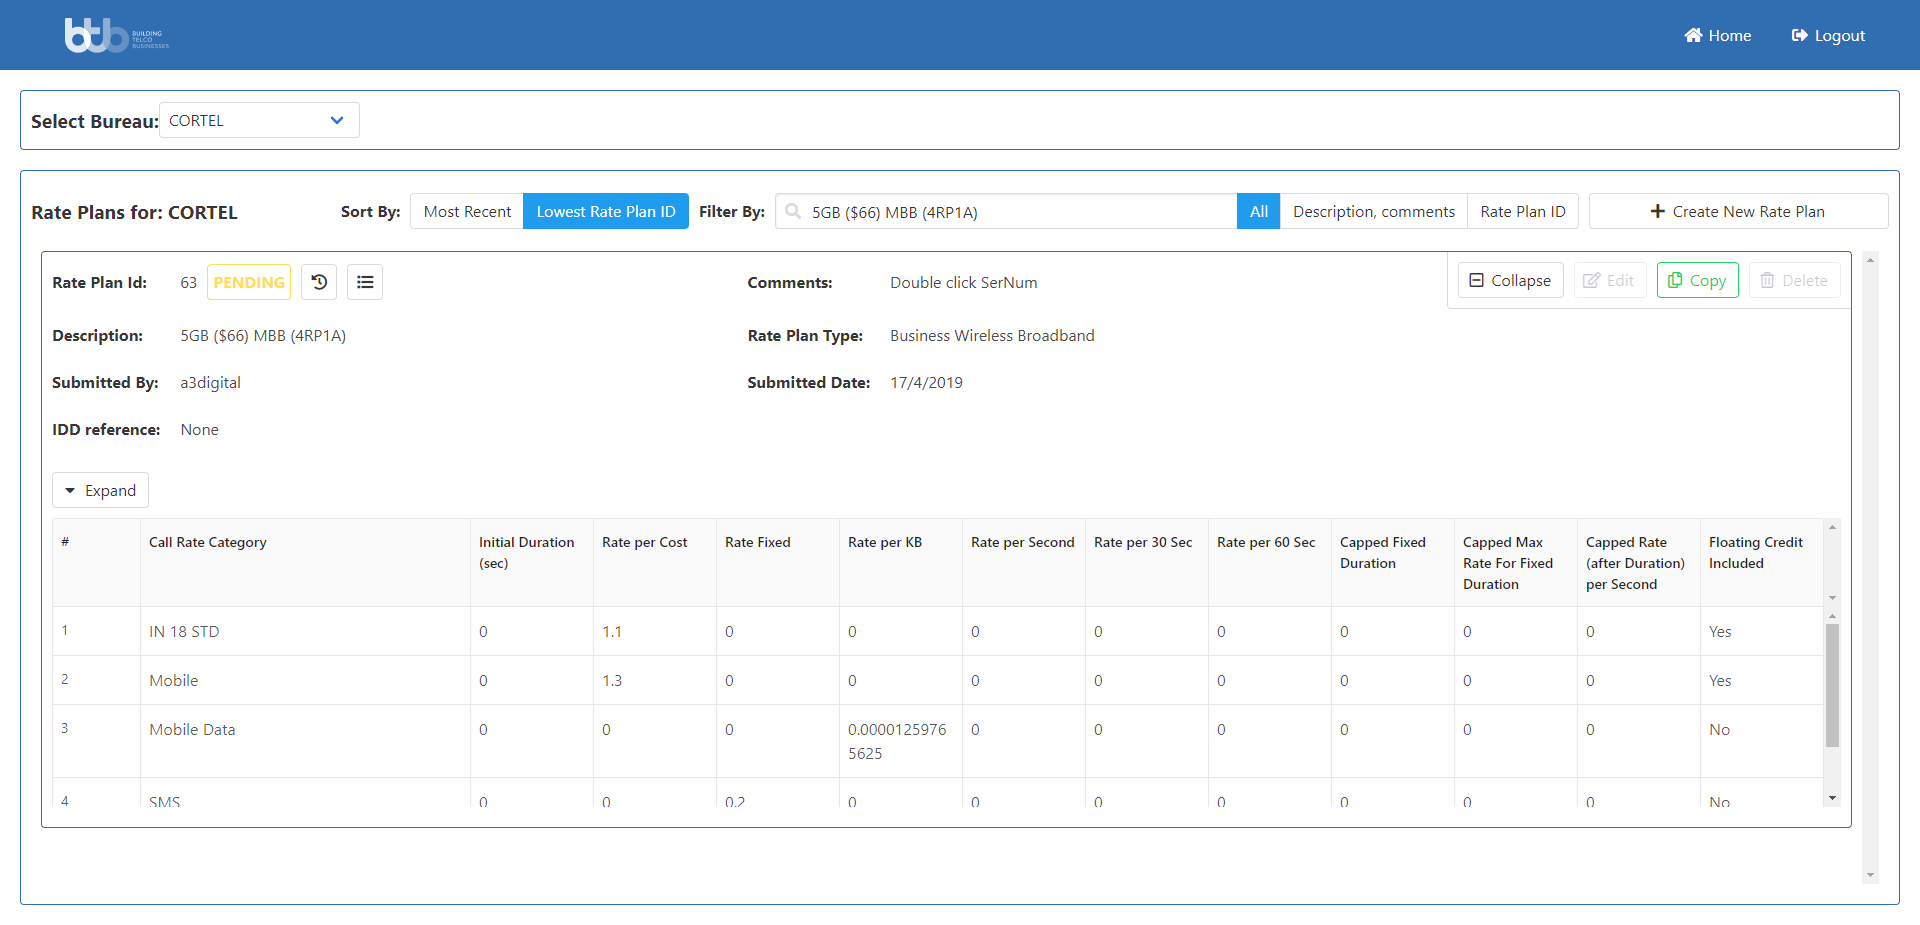 btb BUILDING
TELCO
BUSINESSES
Home Logout
Select Bureau: CORTEL
Rate Plans for: CORTEL Sort By: Most Recent Lowest Rate Plan ID Filter By: 5GB ($66) MBB (4RP1A) All Description, comments Rate Plan ID Create New Rate Plan
Rate Plan Id: 63 PENDING Comments: Double click SerNum Collapse Edit Copy Delete
Description: 5GB ($66) MBB (4RP1A) Rate Plan Type: Business Wireless Broadband
Submitted By: a3digital Submitted Date: 17/4/2019
IDD reference: None
Expand
# Call Rate Category Initial Duration Rate per Cost Rate Fixed Rate per KB Rate per Second Rate per 30 Sec Rate per 60 Sec Capped Fixed Capped Max Capped Rate Floating Credit
(sec) Duration Rate For Fixed (after Duration) Included
Duration per Second
1 IN 18 STD 0 1.1 0 0 0 0 0 0 0 0 Yes
2 Mobile 0 1.3 0 0 0 0 0 0 0 0 Yes
3 Mobile Data 0 0 0 0.0000125976 0 0 0 0 0 0 No
5625
4 SMS 0 0 0.2 0 0 0 0 0 0 0 No